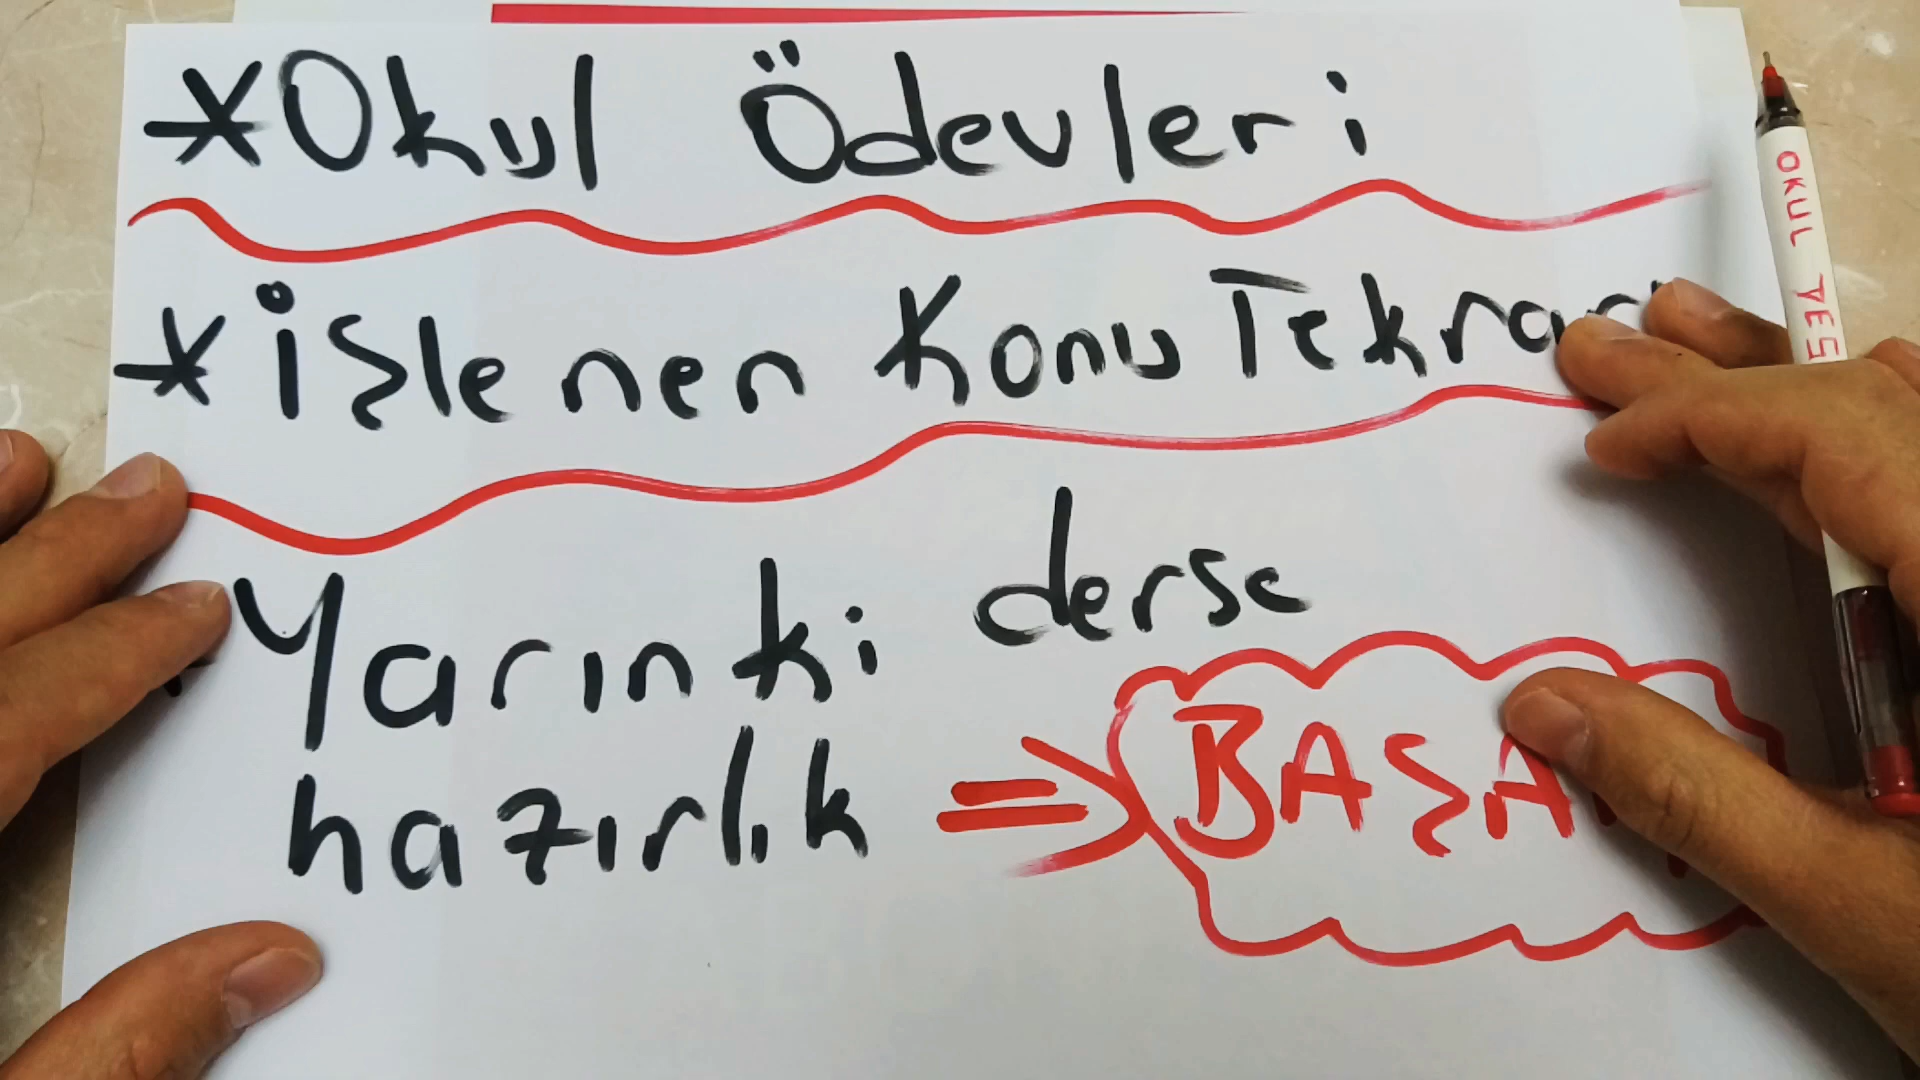 *Okul Ödevleri
*İşlenen Konu Tekrar
Yarınki derse
hazırlık => BAŞA
OKUL YES